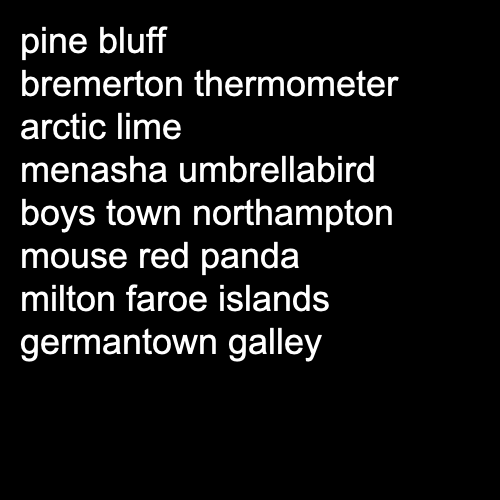 pine bluff
bremerton thermometer
arctic lime
menasha umbrellabird
boys town northampton
mouse red panda
milton faroe islands
germantown galley